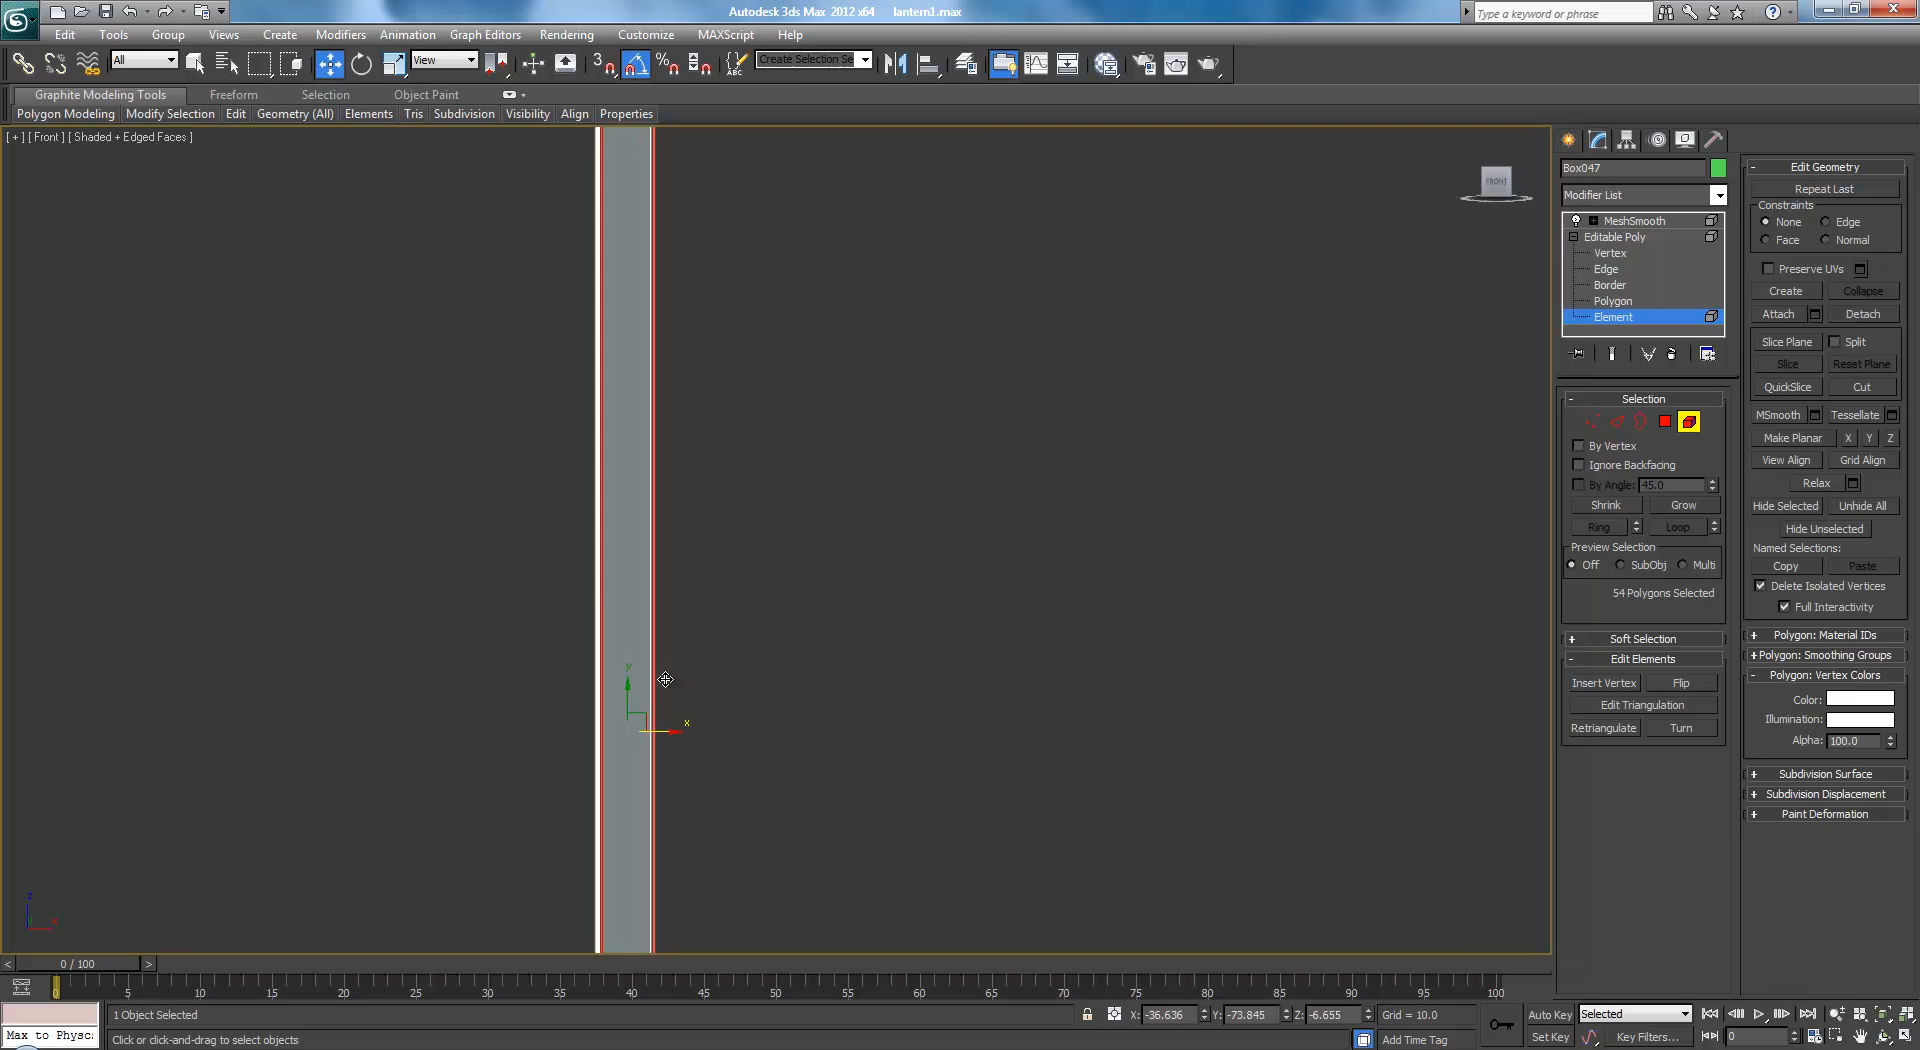 Autodesk 3ds Max 2012 x64 lantern1.max
Type a keyword or phrase
Edit Tools Group Views Create Modifiers Animation Graph Editors Rendering Customize MAXScript Help
All View Create Selection Se
Graphite Modeling Tools Freeform Selection Object Paint
Polygon Modeling Modify Selection Edit Geometry (All) Elements Tris Subdivision Visibility Align Properties
[ + ] [ Front ] [ Shaded + Edged Faces ]
FRONT
y
x
z
x
Box047
Modifier List
MeshSmooth
Editable Poly
Vertex
Edge
Border
Polygon
Element
- Selection
By Vertex
Ignore Backfacing
By Angle: 45.0
Shrink Grow
Ring Loop
Preview Selection
Off SubObj Multi
54 Polygons Selected
+ Soft Selection
- Edit Elements
Insert Vertex Flip
Edit Triangulation
Retriangulate Turn
- Edit Geometry
Repeat Last
Constraints
None Edge
Face Normal
Preserve UVs
Create Collapse
Attach Detach
Slice Plane Split
Slice Reset Plane
QuickSlice Cut
MSmooth Tessellate
Make Planar X Y Z
View Align Grid Align
Relax
Hide Selected Unhide All
Hide Unselected
Named Selections:
Copy Paste
Delete Isolated Vertices
Full Interactivity
+ Polygon: Material IDs
+ Polygon: Smoothing Groups
- Polygon: Vertex Colors
Color:
Illumination:
Alpha: 100.0
+ Subdivision Surface
+ Subdivision Displacement
+ Paint Deformation
< 0 / 100 >
0 5 10 15 20 25 30 35 40 45 50 55 60 65 70 75 80 85 90 95 100
1 Object Selected X: -36.636 Y: -73.845 Z: -6.655 Grid = 10.0 Auto Key Selected
Max to Physc: Click or click-and-drag to select objects Add Time Tag Set Key Key Filters... 0